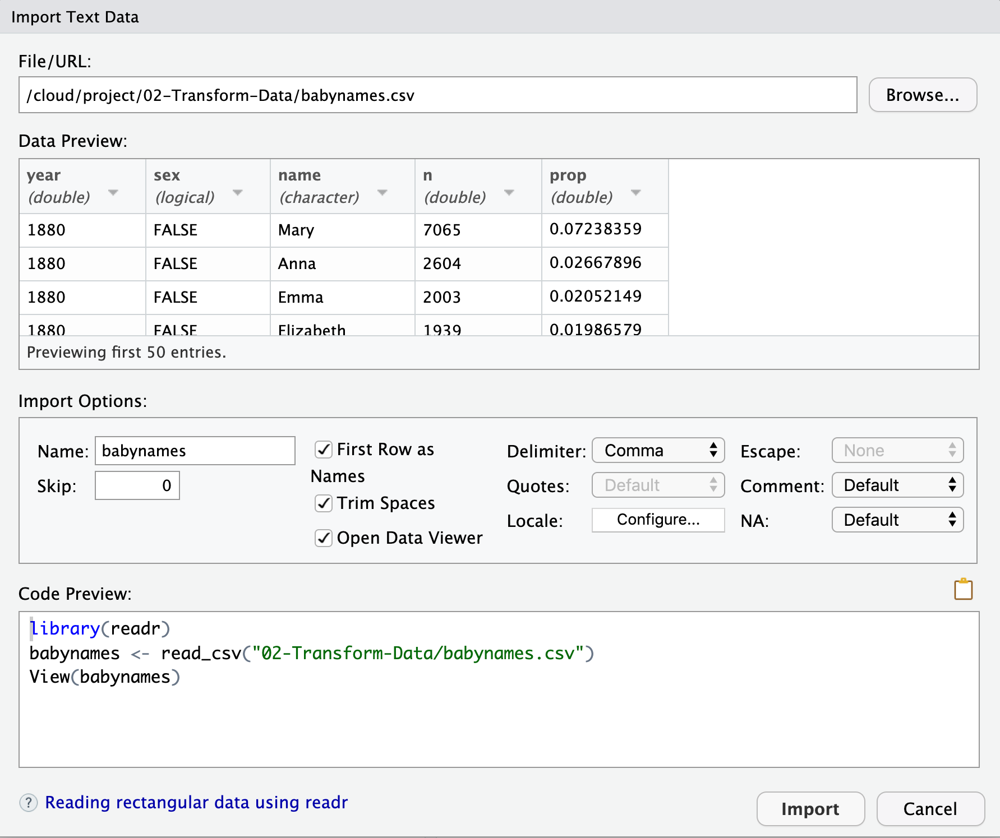 Import Text Data
File/URL:
/cloud/project/02-Transform-Data/babynames.csv Browse...
Data Preview:
year sex name n prop
(double) (logical) (character) (double) (double)
1880 FALSE Mary 7065 0.07238359
1880 FALSE Anna 2604 0.02667896
1880 FALSE Emma 2003 0.02052149
1880 FALSE Elizabeth 1939 0.01986579
Previewing first 50 entries.
Import Options:
Name: babynames First Row as Names Delimiter: Comma Escape: None
Skip: 0 Trim Spaces Quotes: Default Comment: Default
Open Data Viewer Locale: Configure... NA: Default
Code Preview:
library(readr)
babynames <- read_csv("02-Transform-Data/babynames.csv")
View(babynames)
? Reading rectangular data using readr Import Cancel